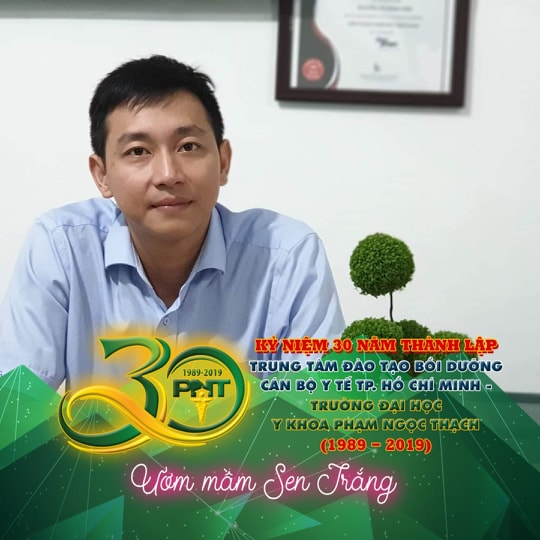 1989-2019
PNT
KỶ NIỆM 30 NĂM THÀNH LẬP
TRUNG TÂM ĐÀO TẠO BỒI DƯỠNG
CÁN BỘ Y TẾ TP. HỒ CHÍ MINH -
TRƯỜNG ĐẠI HỌC
Y KHOA PHẠM NGỌC THẠCH
(1989 – 2019)
Ươm mầm Sen Trắng